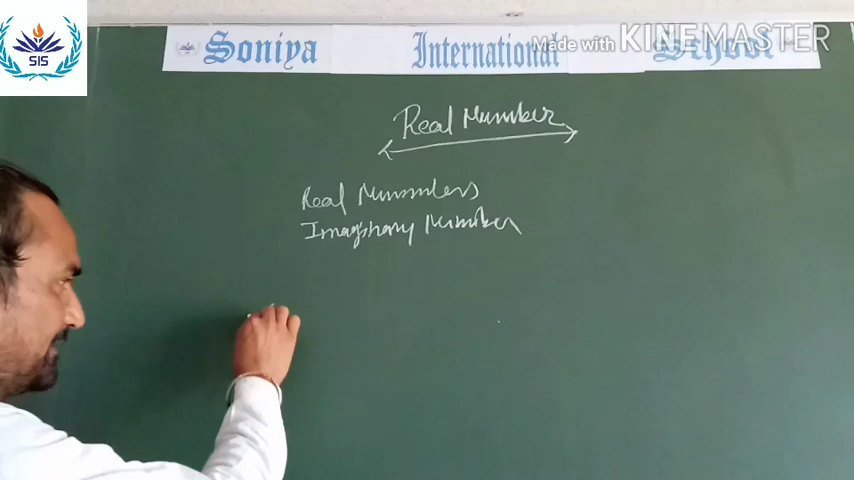 SIS
Soniya International School
Made with KINEMASTER
Real Number
Real Numbers
Imaginary Number